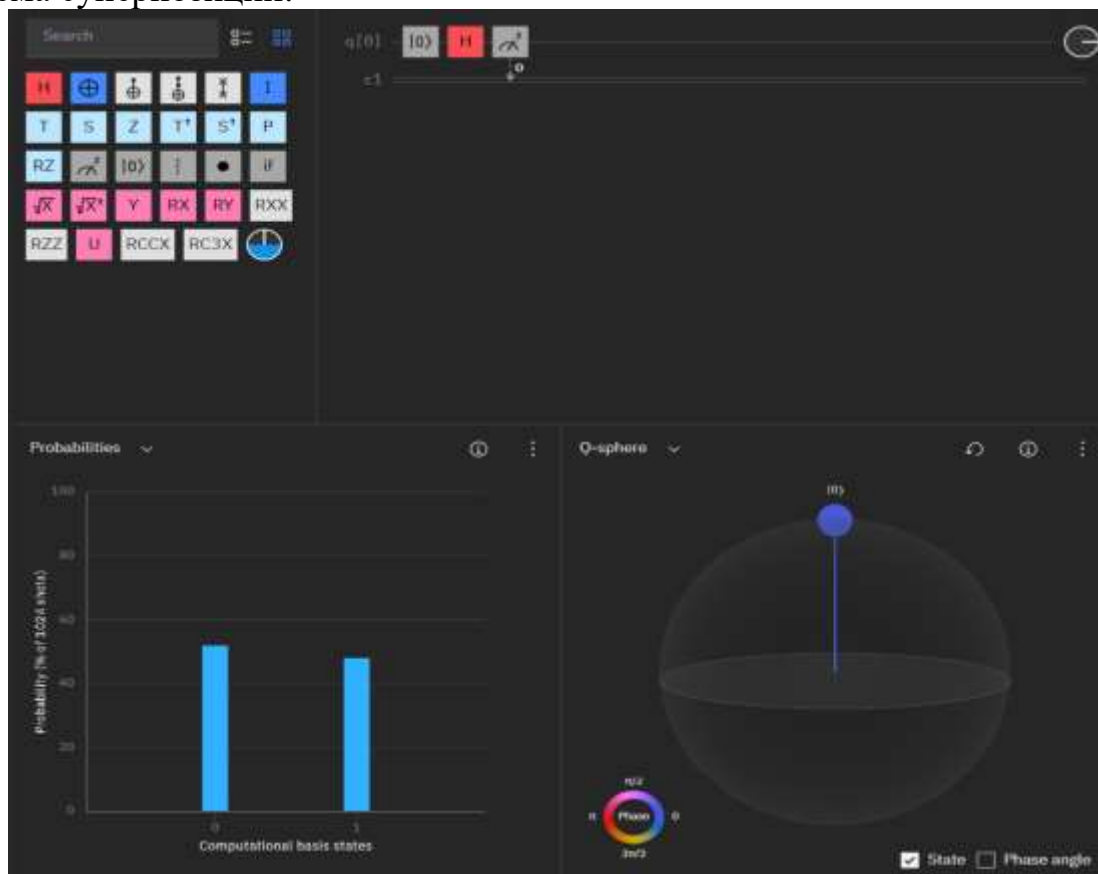 Search
q[0] |0⟩ H z
0
c1
H I
T S Z T† S† P
RZ z |0⟩ if
√X √X† Y RX RY RXX
RZZ U RCCX RC3X
Probabilities
Probability (% of 1024 shots)
100
80
60
40
20
0
0 1
Computational basis states
Q-sphere
|0⟩
π/2
π Phase 0
3π/2
State Phase angle